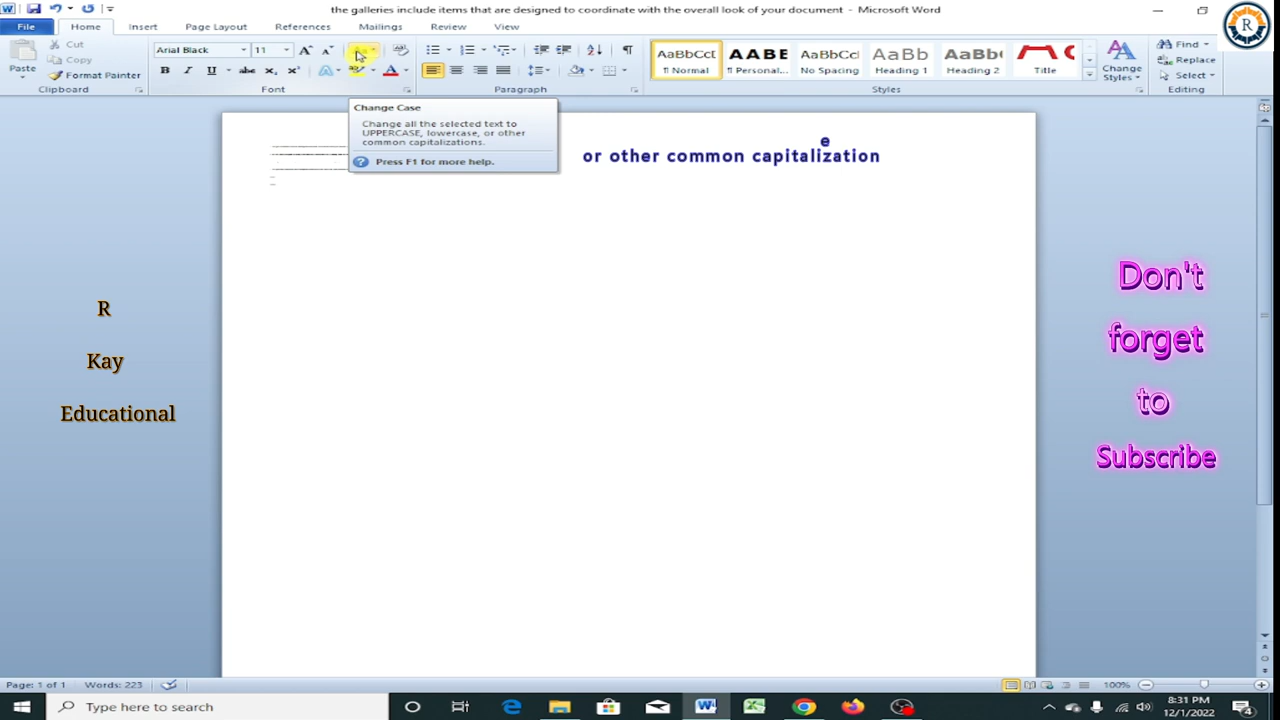 the galleries include items that are designed to coordinate with the overall look of your document - Microsoft Word
File Home Insert Page Layout References Mailings Review View
R
Paste
Cut
Copy
Format Painter
Clipboard
Arial Black 11
B I U abc x₂ x²
Font
Paragraph
AaBbCcI AABB AaBbCcI AaBb AaBbC
¶ Normal ¶ Personal... No Spacing Heading 1 Heading 2 Title
Change
Styles
Styles
Find
Replace
Select
Editing
Change Case
Change all the selected text to
UPPERCASE, lowercase, or other
common capitalizations.
Press F1 for more help.
e
or other common capitalization
R
Kay
Educational
Don't
forget
to
Subscribe
Page: 1 of 1 Words: 223
100%
Type here to search
8:31 PM
12/1/2022
4